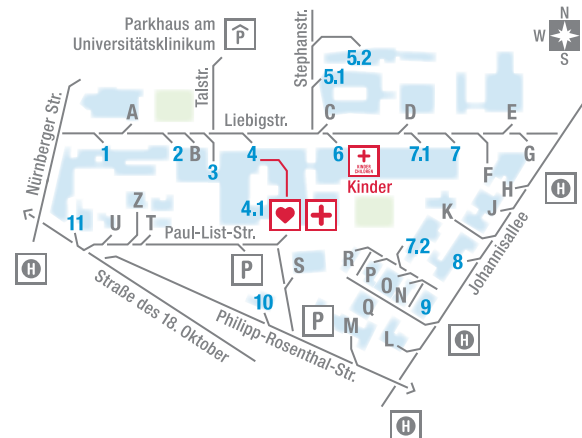 Parkhaus am
Universitätsklinikum
P
Stephanstr.
5.2
5.1
N
W
S
Nürnberger Str.
Talstr.
A
Liebigstr.
C
D
E
1
2
B
3
4
6
KINDER
CHILDREN
Kinder
7.1
7
F
G
H
H
4.1
11
U
Z
T
Paul-List-Str.
P
S
R
P
O
N
7.2
K
J
8
9
Johannisallee
H
Straße des 18. Oktober
10
Philipp-Rosenthal-Str.
P
Q
M
L
H
H